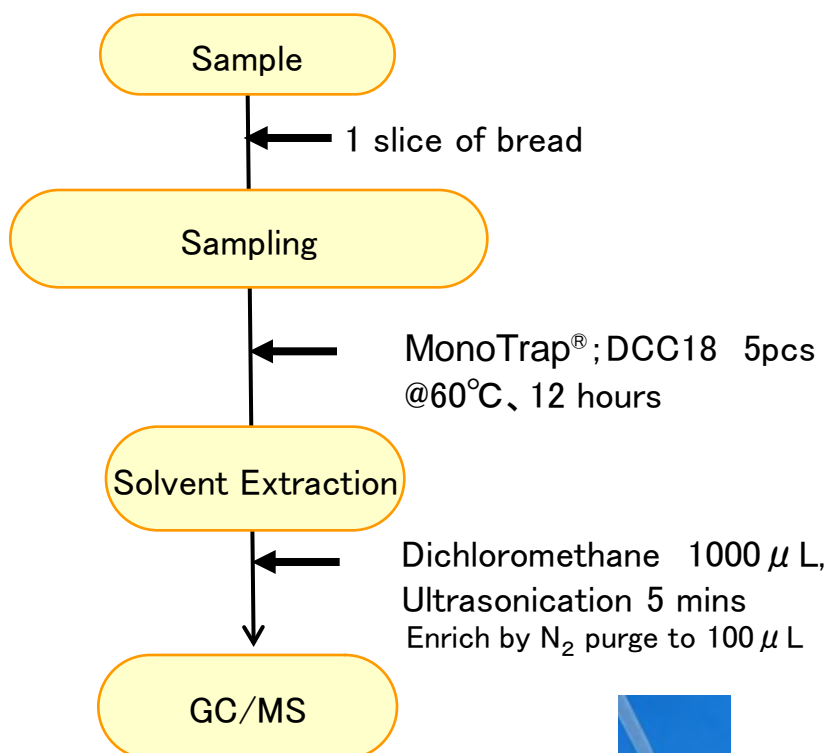 Sample
1 slice of bread
Sampling
MonoTrap®;DCC18 5pcs
@60℃、12 hours
Solvent Extraction
Dichloromethane 1000μL,
Ultrasonication 5 mins
Enrich by N₂ purge to 100μL
GC/MS